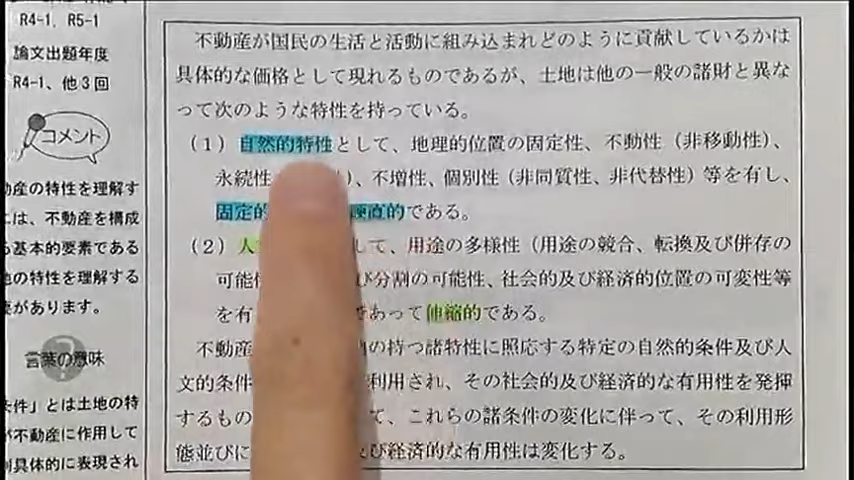 R4-1、R5-1
論文出題年度
R4-1、他3回
コメント
動産の特性を理解す
は、不動産を構成
基本的要素である
の特性を理解する
があります。
言葉の意味
条件」とは土地の特
が不動産に作用して
具体的に表現され
不動産が国民の生活と活動に組み込まれどのように貢献しているかは
具体的な価格として現れるものであるが、土地は他の一般の諸財と異な
って次のような特性を持っている。
(1) 自然的特性として、地理的位置の固定性、不動性（非移動性）、
永続性 ）、不増性、個別性（非同質性、非代替性）等を有し、
固定的 硬直的である。
(2) 人 して、用途の多様性（用途の競合、転換及び併存の
可能性 び分割の可能性、社会的及び経済的位置の可変性等
を有 であって伸縮的である。
不動産 の持つ諸特性に照応する特定の自然的条件及び人
文的条件 利用され、その社会的及び経済的な有用性を発揮
するもの て、これらの諸条件の変化に伴って、その利用形
態並びに 及び経済的な有用性は変化する。